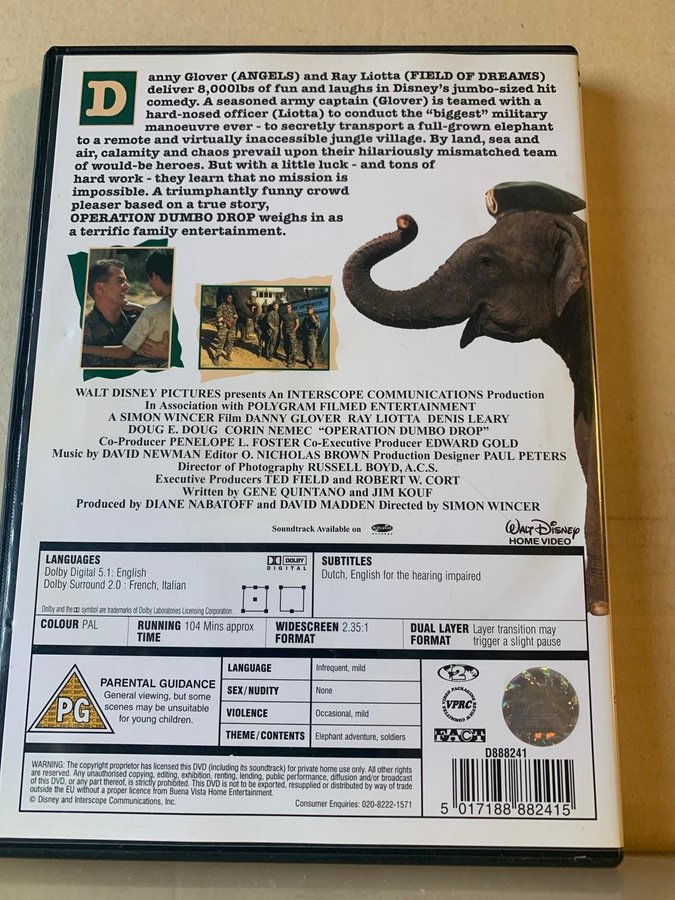 Danny Glover (ANGELS) and Ray Liotta (FIELD OF DREAMS)
deliver 8,000lbs of fun and laughs in Disney's jumbo-sized hit
comedy. A seasoned army captain (Glover) is teamed with a
hard-nosed officer (Liotta) to conduct the "biggest" military
manoeuvre ever - to secretly transport a full-grown elephant
to a remote and virtually inaccessible jungle village. By land, sea and
air, calamity and chaos prevail upon their hilariously mismatched team
of would-be heroes. But with a little luck - and tons of
hard work - they learn that no mission is
impossible. A triumphantly funny crowd
pleaser based on a true story,
OPERATION DUMBO DROP weighs in as
a terrific family entertainment.
WALT DISNEY PICTURES presents An INTERSCOPE COMMUNICATIONS Production
In Association with POLYGRAM FILMED ENTERTAINMENT
A SIMON WINCER Film DANNY GLOVER RAY LIOTTA DENIS LEARY
DOUG E. DOUG CORIN NEMEC "OPERATION DUMBO DROP"
Co-Producer PENELOPE L. FOSTER Co-Executive Producer EDWARD GOLD
Music by DAVID NEWMAN Editor O. NICHOLAS BROWN Production Designer PAUL PETERS
Director of Photography RUSSELL BOYD, A.C.S.
Executive Producers TED FIELD and ROBERT W. CORT
Written by GENE QUINTANO and JIM KOUF
Produced by DIANE NABATOFF and DAVID MADDEN Directed by SIMON WINCER
Soundtrack Available on
WALT DISNEY
HOME VIDEO
LANGUAGES
Dolby Digital 5.1: English
Dolby Surround 2.0 : French, Italian
DOLBY
DIGITAL
Dolby and the DD symbol are trademarks of Dolby Laboratories Licensing Corporation.
SUBTITLES
Dutch, English for the hearing impaired
COLOUR PAL
RUNNING TIME 104 Mins approx
WIDESCREEN FORMAT 2.35:1
DUAL LAYER FORMAT Layer transition may trigger a slight pause
PG
PARENTAL GUIDANCE
General viewing, but some
scenes may be unsuitable
for young children.
LANGUAGE Infrequent, mild
SEX/NUDITY None
VIOLENCE Occasional, mild
THEME/CONTENTS Elephant adventure, soldiers
2
VPRC
VIDEO PACKAGING REVIEW COMMITTEE
FACT
D888241
5 017188 882415
WARNING: The copyright proprietor has licensed this DVD (including its soundtrack) for private home use only. All other rights
are reserved. Any unauthorised copying, editing, exhibition, renting, lending, public performance, diffusion and/or broadcast
of this DVD, or any part thereof, is strictly prohibited. This DVD is not to be exported, resupplied or distributed by way of trade
outside the EU without a proper licence from Buena Vista Home Entertainment.
© Disney and Interscope Communications, Inc.
Consumer Enquiries: 020-8222-1571